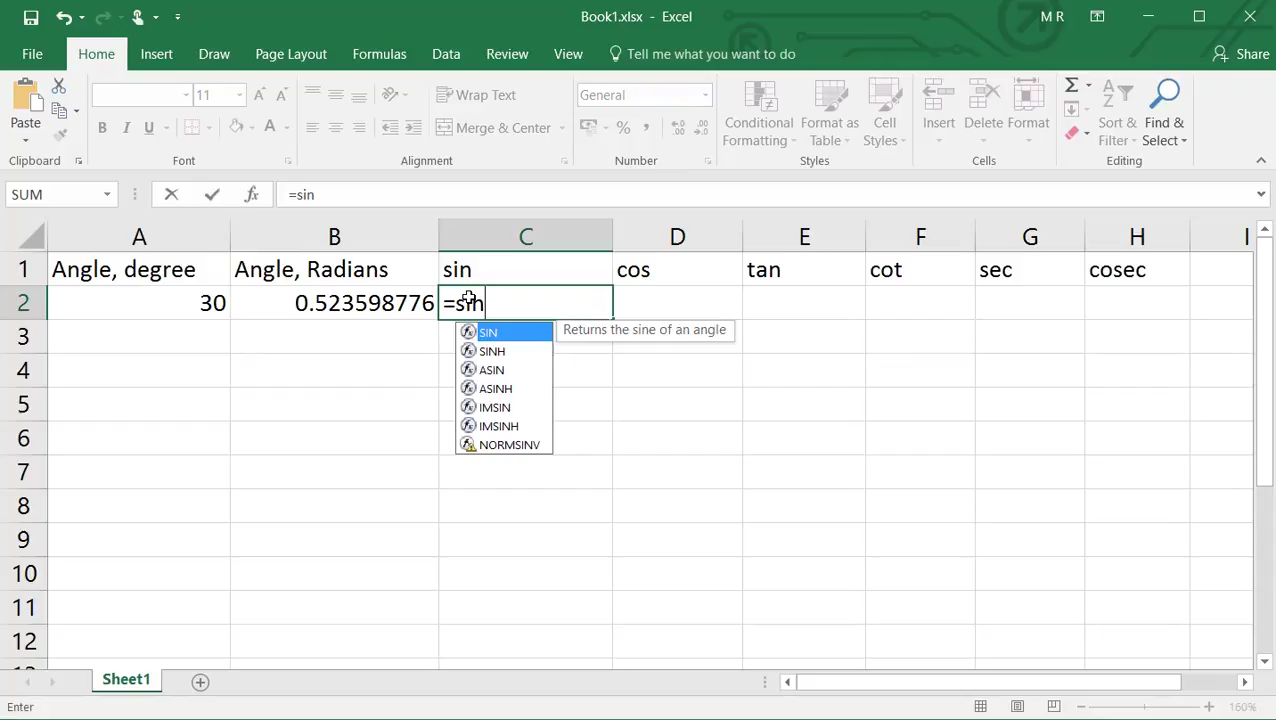 Book1.xlsx - Excel
M R
File Home Insert Draw Page Layout Formulas Data Review View Tell me what you want to do Share
Paste
11
B I U A
Wrap Text
Merge & Center
General
% ,
Conditional Formatting
Format as Table
Cell Styles
Insert Delete Format
Sort & Filter
Find & Select
Clipboard Font Alignment Number Styles Cells Editing
SUM fx =sin
A B C D E F G H I
1 Angle, degree Angle, Radians sin cos tan cot sec cosec
2 30 0.523598776 =sin
3
SIN Returns the sine of an angle
SINH
4
ASIN
ASINH
5
IMSIN
6
IMSINH
NORMSINV
7
8
9
10
11
12
Sheet1
Enter 160%